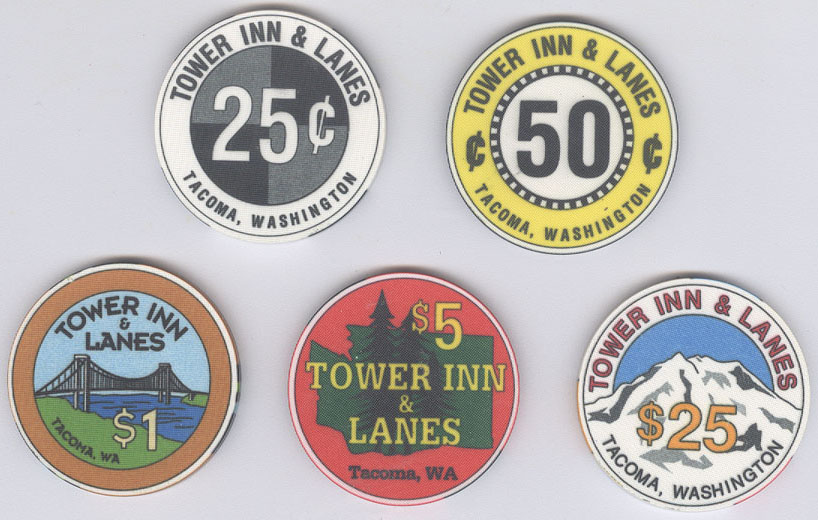 TOWER INN & LANES
25¢
TACOMA, WASHINGTON
TOWER INN & LANES
¢ 50 ¢
TACOMA, WASHINGTON
TOWER INN
&
LANES
$1
TACOMA, WA
$5
TOWER INN
&
LANES
Tacoma, WA
TOWER INN & LANES
$25
TACOMA, WASHINGTON